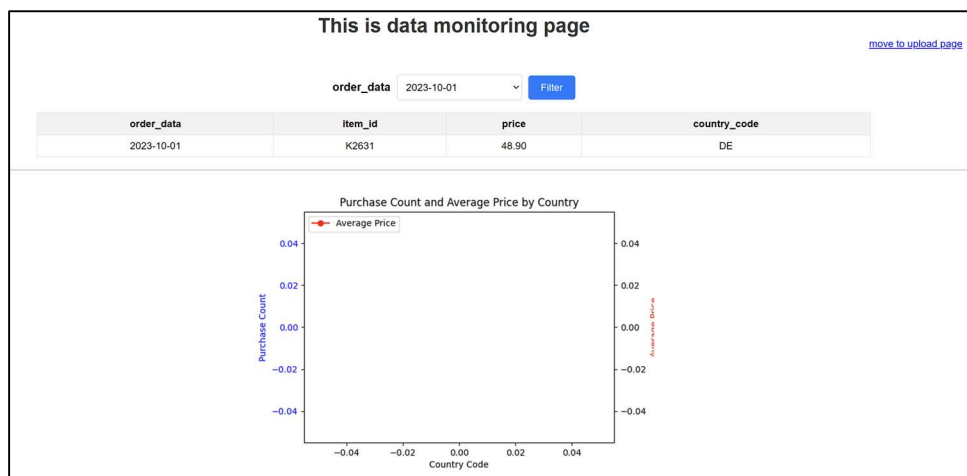 This is data monitoring page
move to upload page
order_data 2023-10-01 Filter
order_data item_id price country_code
2023-10-01 K2631 48.90 DE
Purchase Count and Average Price by Country
Average Price
0.04 0.04
0.02 0.02
Purchase Count
0.00 0.00
Average Price
−0.02 −0.02
−0.04 −0.04
−0.04 −0.02 0.00 0.02 0.04
Country Code